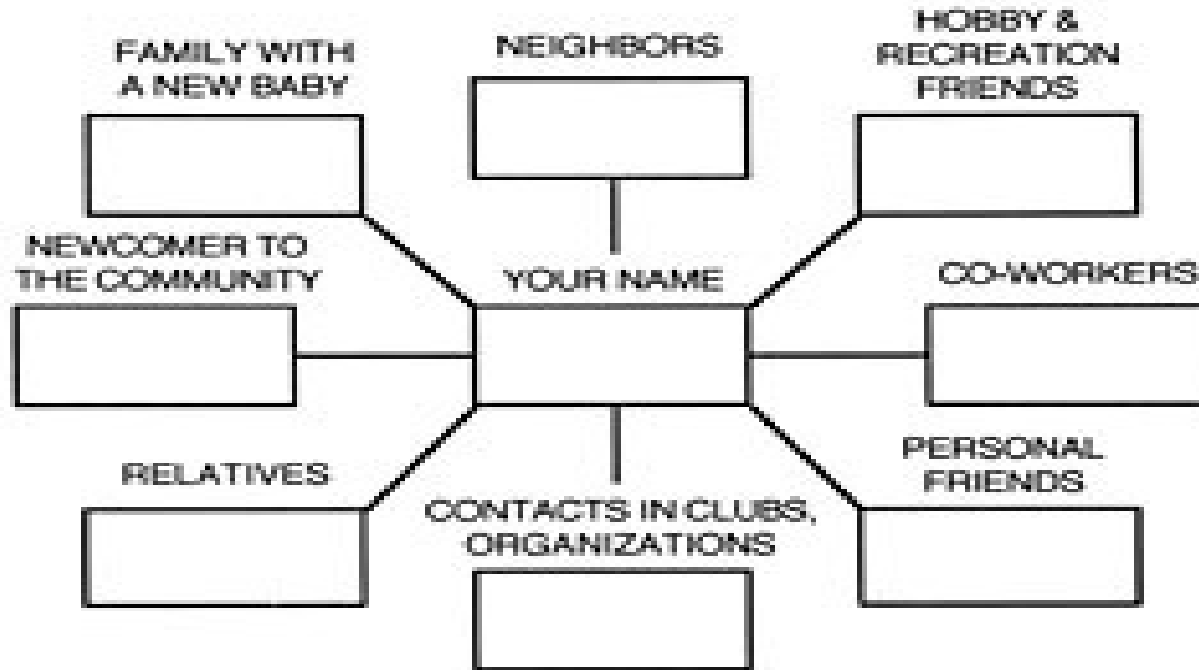 FAMILY WITH
A NEW BABY
NEIGHBORS
HOBBY &
RECREATION
FRIENDS
NEWCOMER TO
THE COMMUNITY
YOUR NAME
CO-WORKERS
RELATIVES
CONTACTS IN CLUBS,
ORGANIZATIONS
PERSONAL
FRIENDS